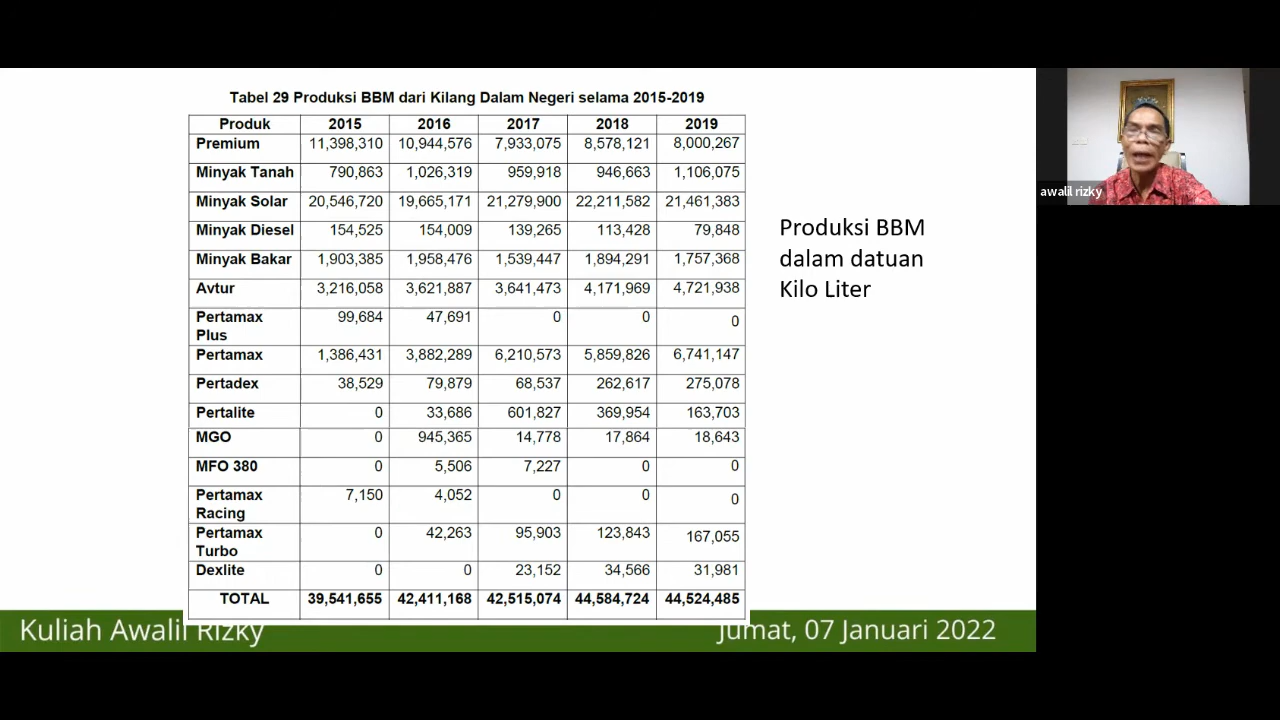 Tabel 29 Produksi BBM dari Kilang Dalam Negeri selama 2015-2019
Produk 2015 2016 2017 2018 2019
Premium 11,398,310 10,944,576 7,933,075 8,578,121 8,000,267
Minyak Tanah 790,863 1,026,319 959,918 946,663 1,106,075
Minyak Solar 20,546,720 19,665,171 21,279,900 22,211,582 21,461,383
Minyak Diesel 154,525 154,009 139,265 113,428 79,848
Minyak Bakar 1,903,385 1,958,476 1,539,447 1,894,291 1,757,368
Avtur 3,216,058 3,621,887 3,641,473 4,171,969 4,721,938
Pertamax 99,684 47,691 0 0 0
Plus
Pertamax 1,386,431 3,882,289 6,210,573 5,859,826 6,741,147
Pertadex 38,529 79,879 68,537 262,617 275,078
Pertalite 0 33,686 601,827 369,954 163,703
MGO 0 945,365 14,778 17,864 18,643
MFO 380 0 5,506 7,227 0 0
Pertamax 7,150 4,052 0 0 0
Racing
Pertamax 0 42,263 95,903 123,843 167,055
Turbo
Dexlite 0 0 23,152 34,566 31,981
TOTAL 39,541,655 42,411,168 42,515,074 44,584,724 44,524,485
Produksi BBM
dalam datuan
Kilo Liter
awalil rizky
Kuliah Awalil Rizky
Jumat, 07 Januari 2022